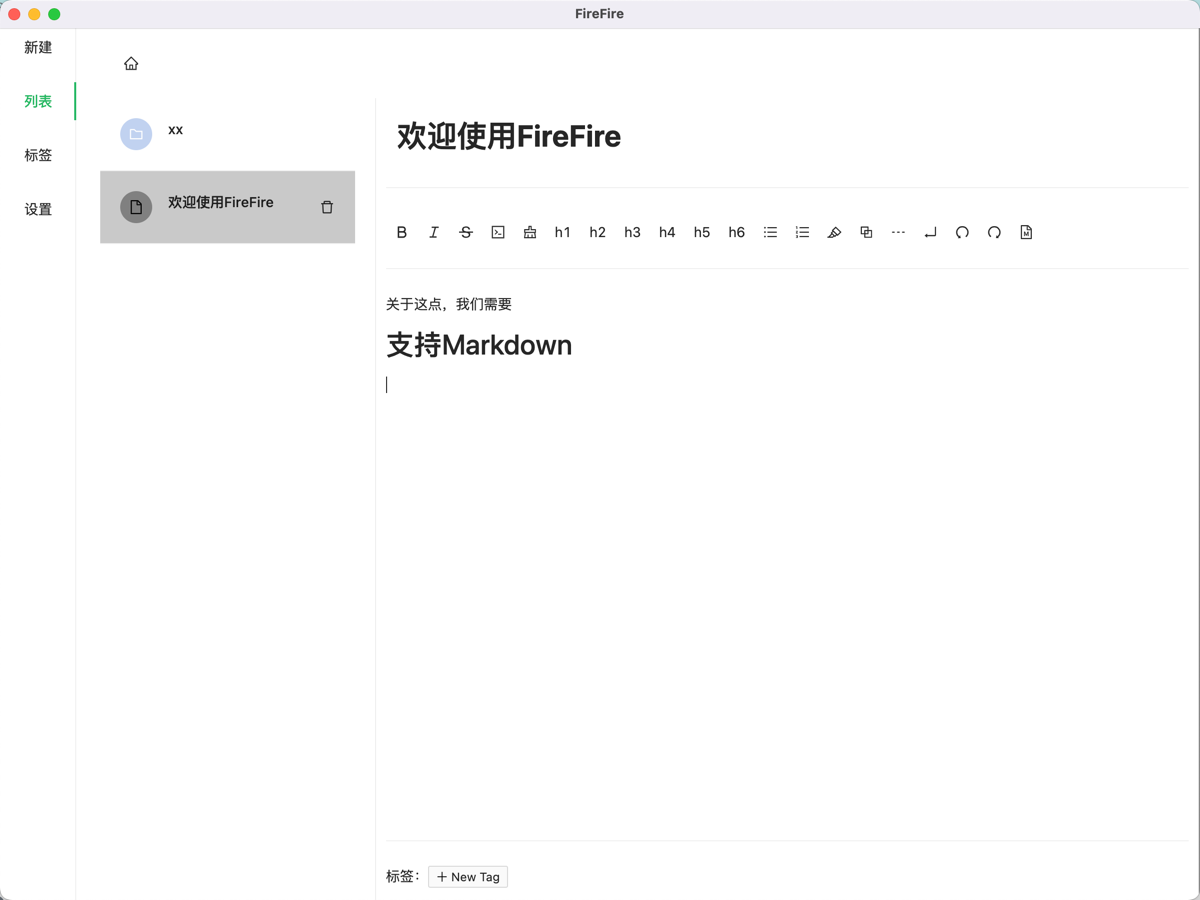 FireFire
新建
列表
标签
设置
xx
欢迎使用FireFire
欢迎使用FireFire
B I S h1 h2 h3 h4 h5 h6 M
关于这点，我们需要
支持Markdown
标签： + New Tag